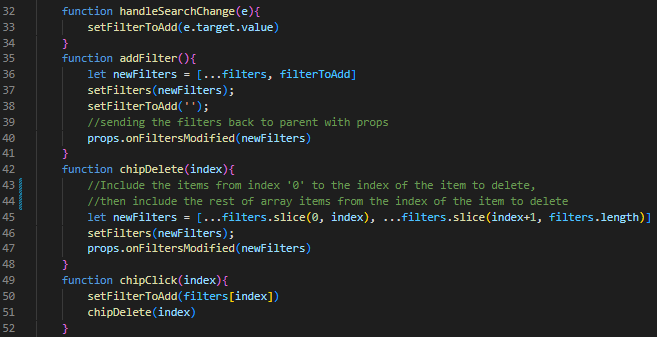 32 function handleSearchChange(e){
33 setFilterToAdd(e.target.value)
34 }
35 function addFilter(){
36 let newFilters = [...filters, filterToAdd]
37 setFilters(newFilters);
38 setFilterToAdd('');
39 //sending the filters back to parent with props
40 props.onFiltersModified(newFilters)
41 }
42 function chipDelete(index){
43 //Include the items from index '0' to the index of the item to delete,
44 //then include the rest of array items from the index of the item to delete
45 let newFilters = [...filters.slice(0, index), ...filters.slice(index+1, filters.length)]
46 setFilters(newFilters);
47 props.onFiltersModified(newFilters)
48 }
49 function chipClick(index){
50 setFilterToAdd(filters[index])
51 chipDelete(index)
52 }